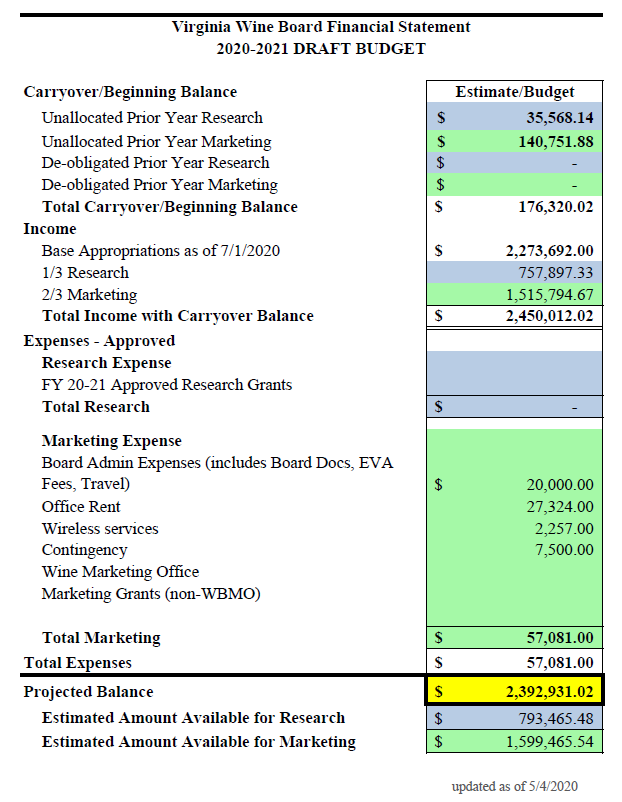 Virginia Wine Board Financial Statement
2020-2021 DRAFT BUDGET
Carryover/Beginning Balance Estimate/Budget
Unallocated Prior Year Research $ 35,568.14
Unallocated Prior Year Marketing $ 140,751.88
De-obligated Prior Year Research $ -
De-obligated Prior Year Marketing $ -
Total Carryover/Beginning Balance $ 176,320.02
Income
Base Appropriations as of 7/1/2020 $ 2,273,692.00
1/3 Research 757,897.33
2/3 Marketing 1,515,794.67
Total Income with Carryover Balance $ 2,450,012.02
Expenses - Approved
Research Expense
FY 20-21 Approved Research Grants
Total Research $ -
Marketing Expense
Board Admin Expenses (includes Board Docs, EVA
Fees, Travel) $ 20,000.00
Office Rent 27,324.00
Wireless services 2,257.00
Contingency 7,500.00
Wine Marketing Office
Marketing Grants (non-WBMO)
Total Marketing $ 57,081.00
Total Expenses $ 57,081.00
Projected Balance $ 2,392,931.02
Estimated Amount Available for Research $ 793,465.48
Estimated Amount Available for Marketing $ 1,599,465.54
updated as of 5/4/2020